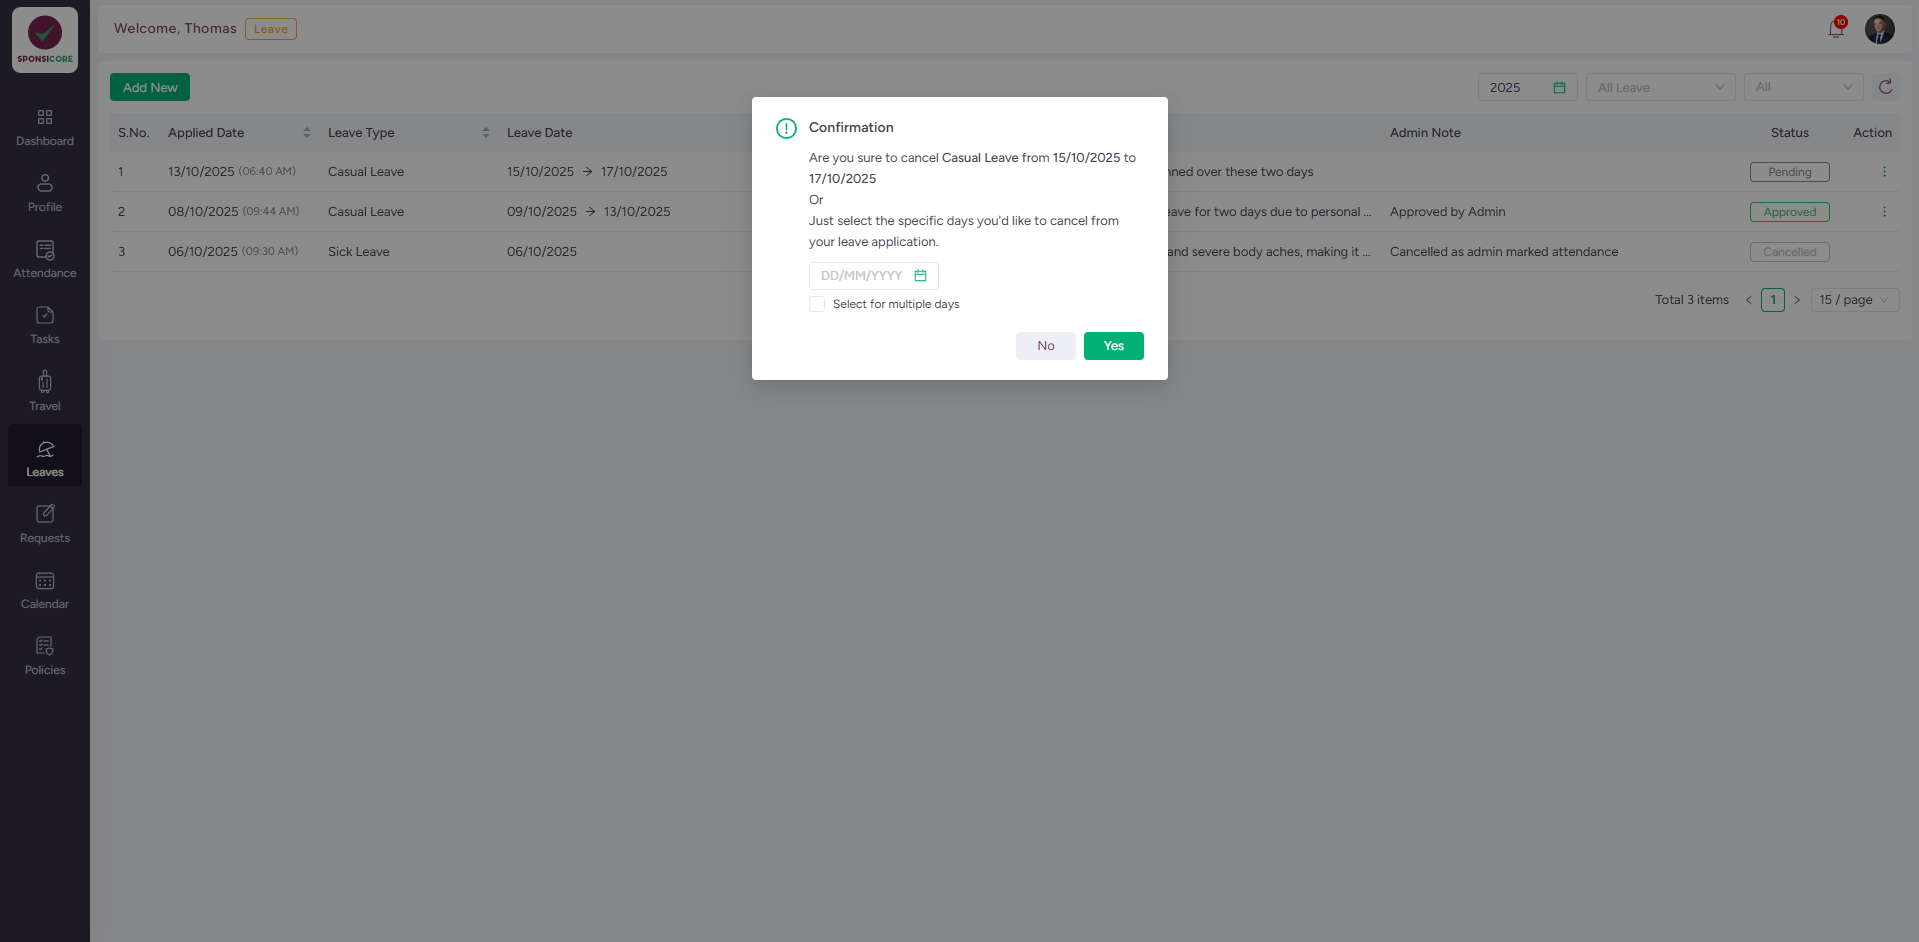 SPONSICORE
Welcome, Thomas
Leave
10
Add New
2025
All Leave
All
S.No.
Applied Date
Leave Type
Leave Date
Admin Note
Status
Action
1
13/10/2025 (06:40 AM)
Casual Leave
15/10/2025 → 17/10/2025
over these two days
Pending
2
08/10/2025 (09:44 AM)
Casual Leave
09/10/2025 → 13/10/2025
for two days due to personal ...
Approved by Admin
Approved
3
06/10/2025 (09:30 AM)
Sick Leave
06/10/2025
and severe body aches, making it ...
Cancelled as admin marked attendance
Cancelled
Total 3 items
1
15 / page
Confirmation
Are you sure to cancel Casual Leave from 15/10/2025 to
17/10/2025
Or
Just select the specific days you'd like to cancel from
your leave application.
DD/MM/YYYY
Select for multiple days
No
Yes
Dashboard
Profile
Attendance
Tasks
Travel
Leaves
Requests
Calendar
Policies